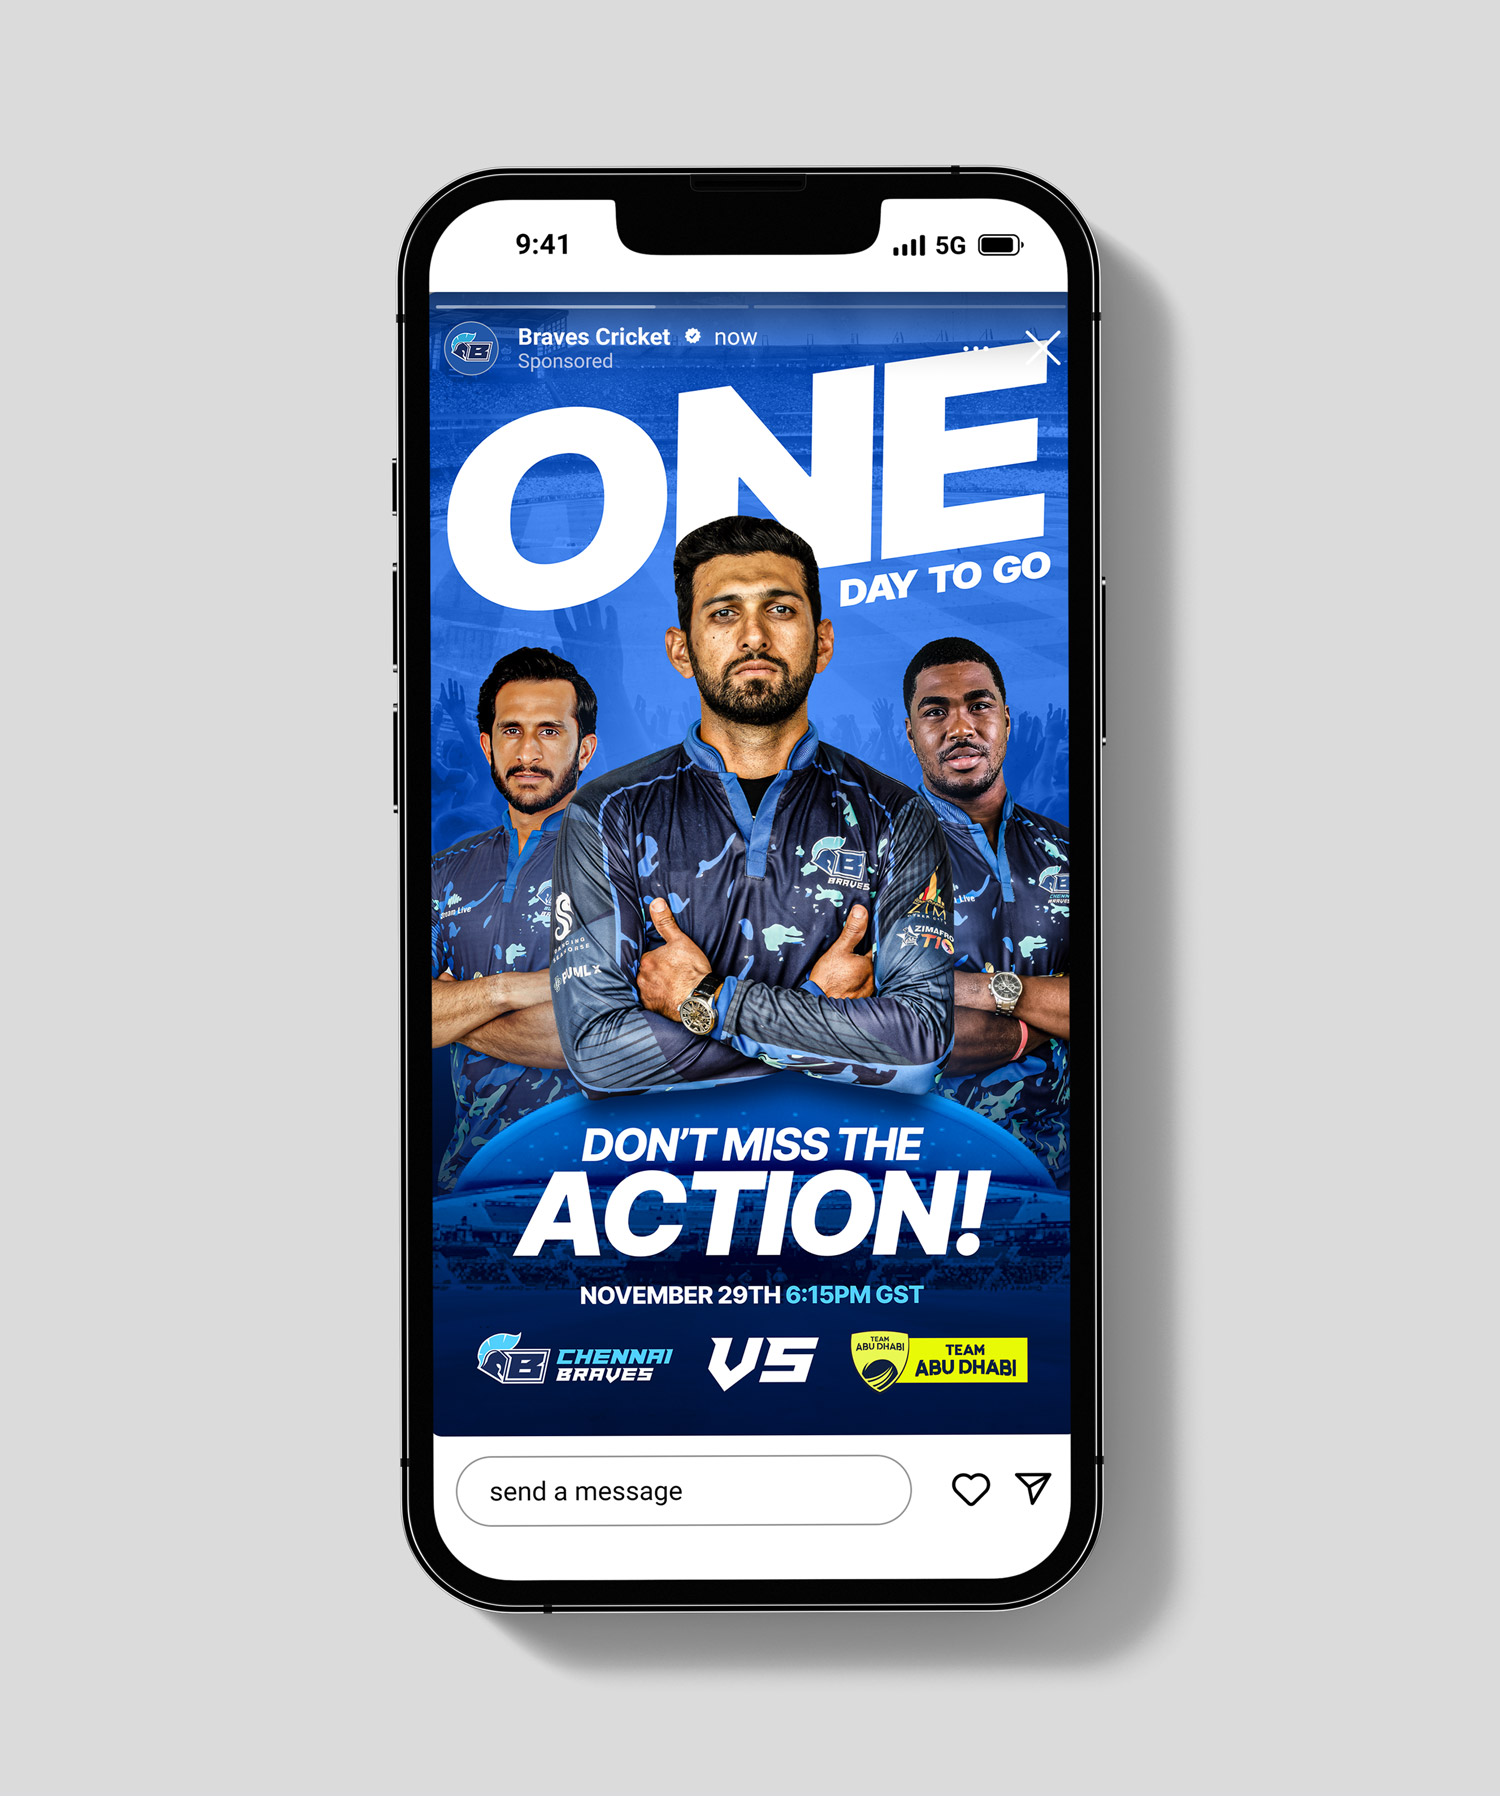 9:41 5G
Braves Cricket now
Sponsored
ONE
DAY TO GO
B
BRAVES
ZIMAFRO
T10
PUMLX
DON'T MISS THE
ACTION!
NOVEMBER 29TH 6:15PM GST
B CHENNAI
BRAVES
VS
TEAM
ABU DHABI
TEAM
ABU DHABI
send a message